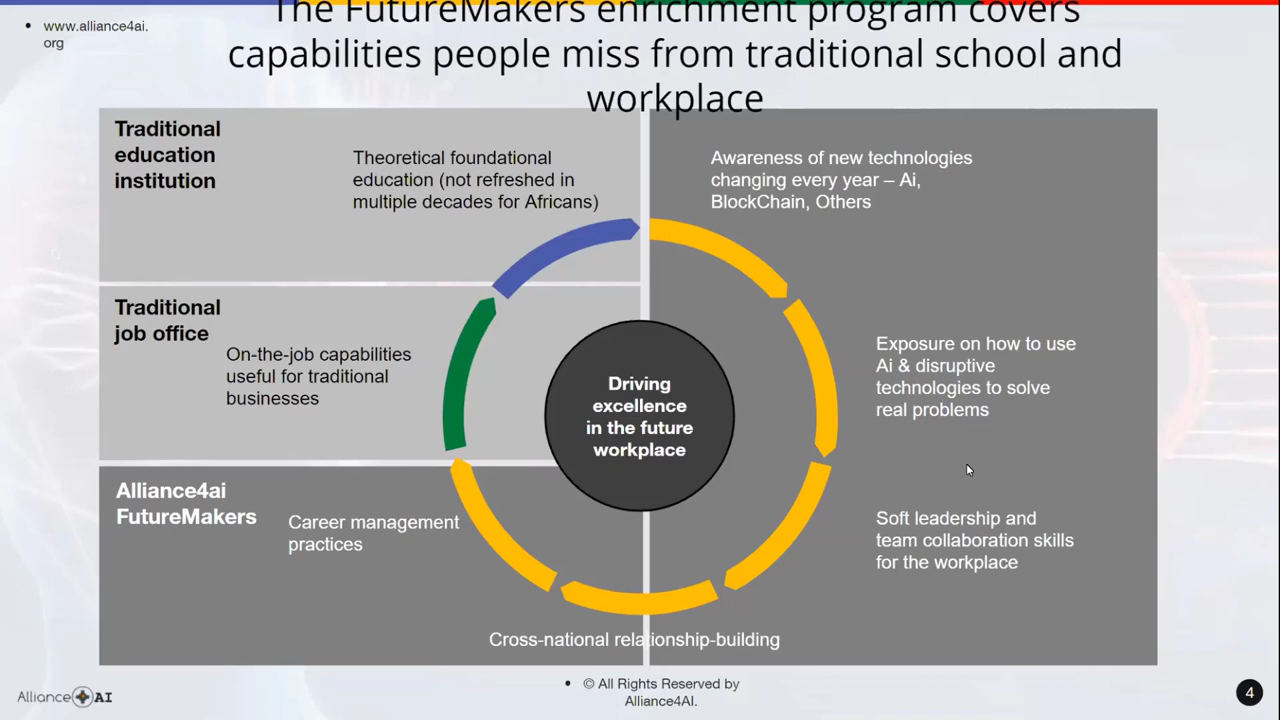 www.alliance4ai.
org
The FutureMakers enrichment program covers
capabilities people miss from traditional school and
workplace
Traditional
education
institution
Theoretical foundational
education (not refreshed in
multiple decades for Africans)
Awareness of new technologies
changing every year – Ai,
BlockChain, Others
Traditional
job office
On-the-job capabilities
useful for traditional
businesses
Driving
excellence
in the future
workplace
Exposure on how to use
Ai & disruptive
technologies to solve
real problems
Alliance4ai
FutureMakers
Career management
practices
Soft leadership and
team collaboration skills
for the workplace
Cross-national relationship-building
Alliance AI
© All Rights Reserved by
Alliance4AI.
4